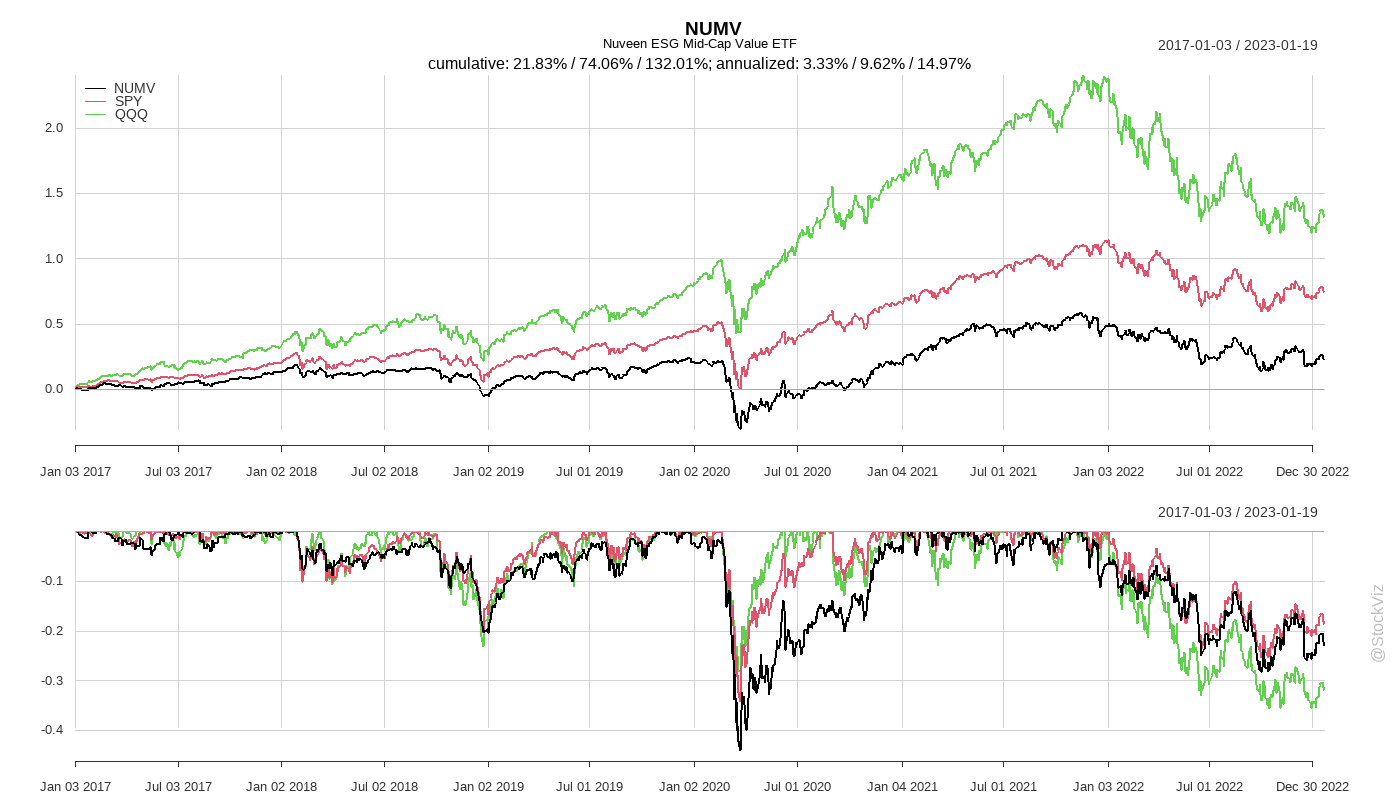 NUMV
Nuveen ESG Mid-Cap Value ETF
2017-01-03 / 2023-01-19
cumulative: 21.83% / 74.06% / 132.01%; annualized: 3.33% / 9.62% / 14.97%
NUMV
SPY
QQQ
2.0
1.5
1.0
0.5
0.0
Jan 03 2017 Jul 03 2017 Jan 02 2018 Jul 02 2018 Jan 02 2019 Jul 01 2019 Jan 02 2020 Jul 01 2020 Jan 04 2021 Jul 01 2021 Jan 03 2022 Jul 01 2022 Dec 30 2022
2017-01-03 / 2023-01-19
-0.1
-0.2
-0.3
-0.4
Jan 03 2017 Jul 03 2017 Jan 02 2018 Jul 02 2018 Jan 02 2019 Jul 01 2019 Jan 02 2020 Jul 01 2020 Jan 04 2021 Jul 01 2021 Jan 03 2022 Jul 01 2022 Dec 30 2022
@StockViz